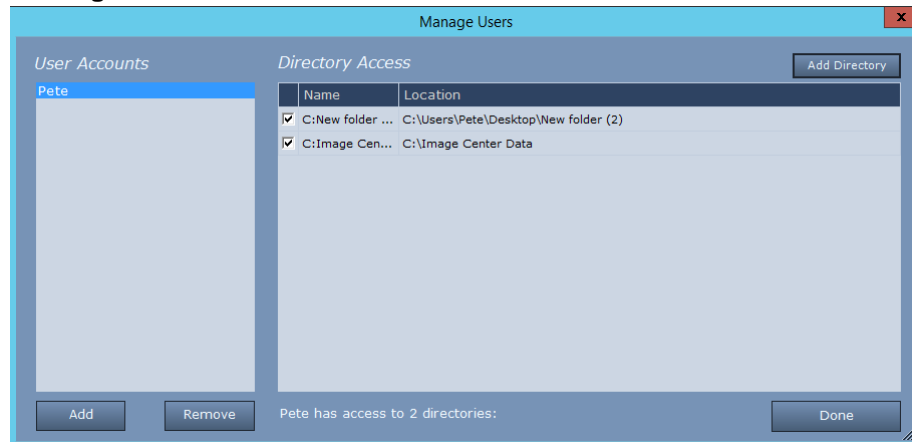 Manage Users
x
User Accounts
Directory Access
Add Directory
Pete
Name Location
C:New folder ... C:\Users\Pete\Desktop\New folder (2)
C:Image Cen... C:\Image Center Data
Add
Remove
Pete has access to 2 directories:
Done